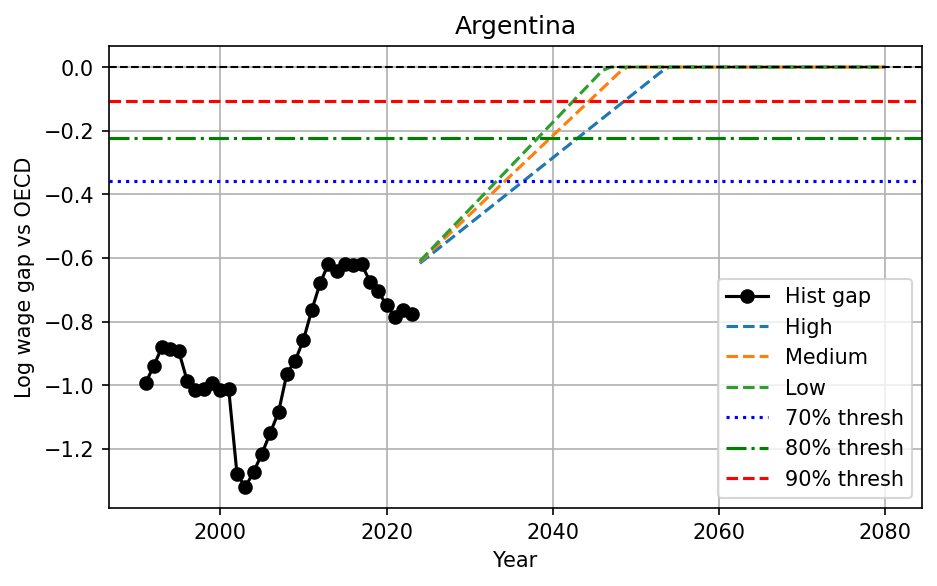 Argentina
Log wage gap vs OECD
0.0
−0.2
−0.4
−0.6
−0.8
−1.0
−1.2
Hist gap
High
Medium
Low
70% thresh
80% thresh
90% thresh
2000 2020 2040 2060 2080
Year